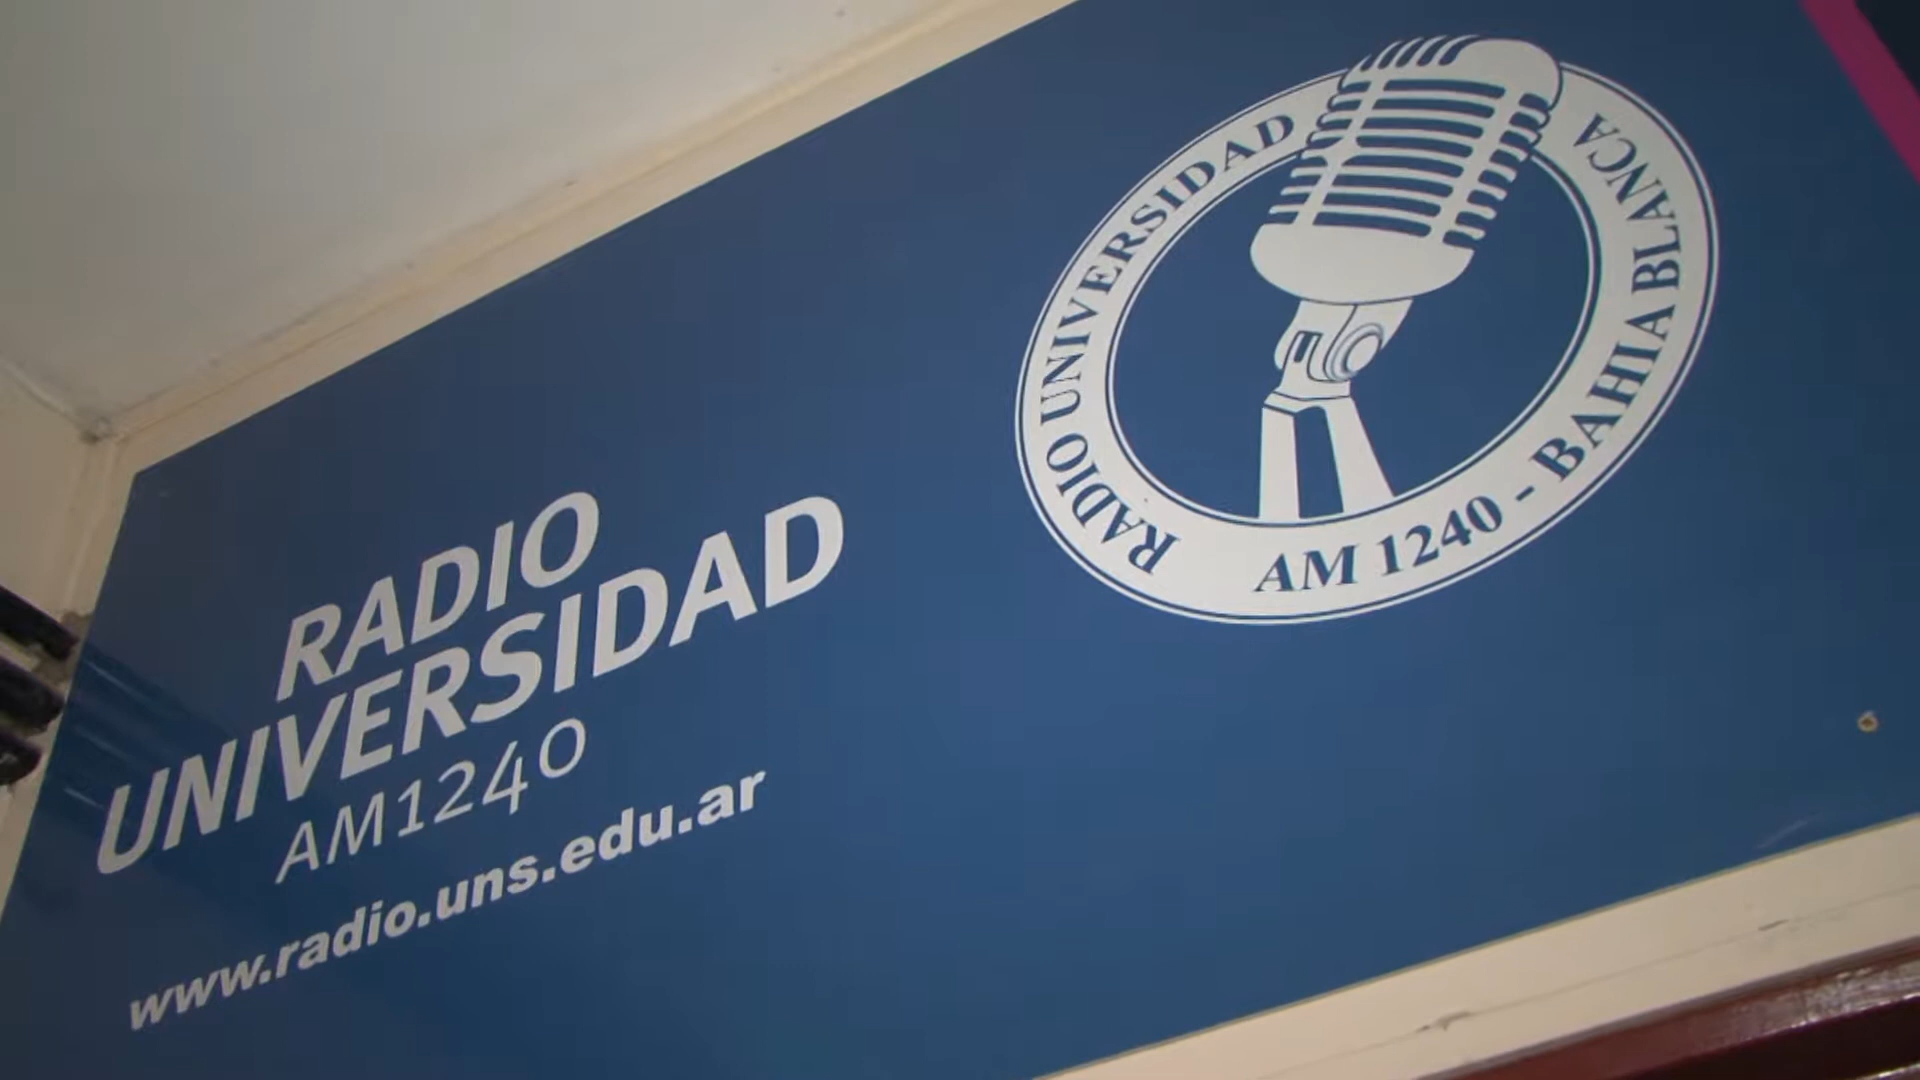 RADIO
UNIVERSIDAD
AM1240
www.radio.uns.edu.ar
RADIO UNIVERSIDAD
AM 1240 - BAHIA BLANCA